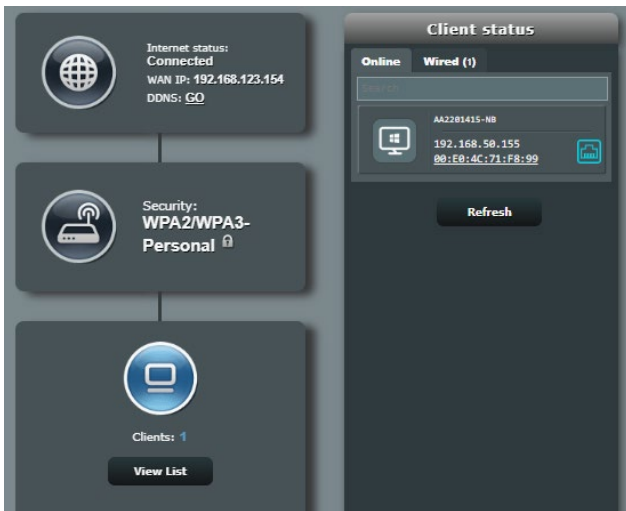 Internet status:
Connected
WAN IP: 192.168.123.154
DDNS: GO
Security:
WPA2/WPA3-
Personal
Clients: 1
View List
Client status
Online Wired (1)
Search
AA2201415-NB
192.168.50.155
00:E0:4C:71:F8:99
Refresh